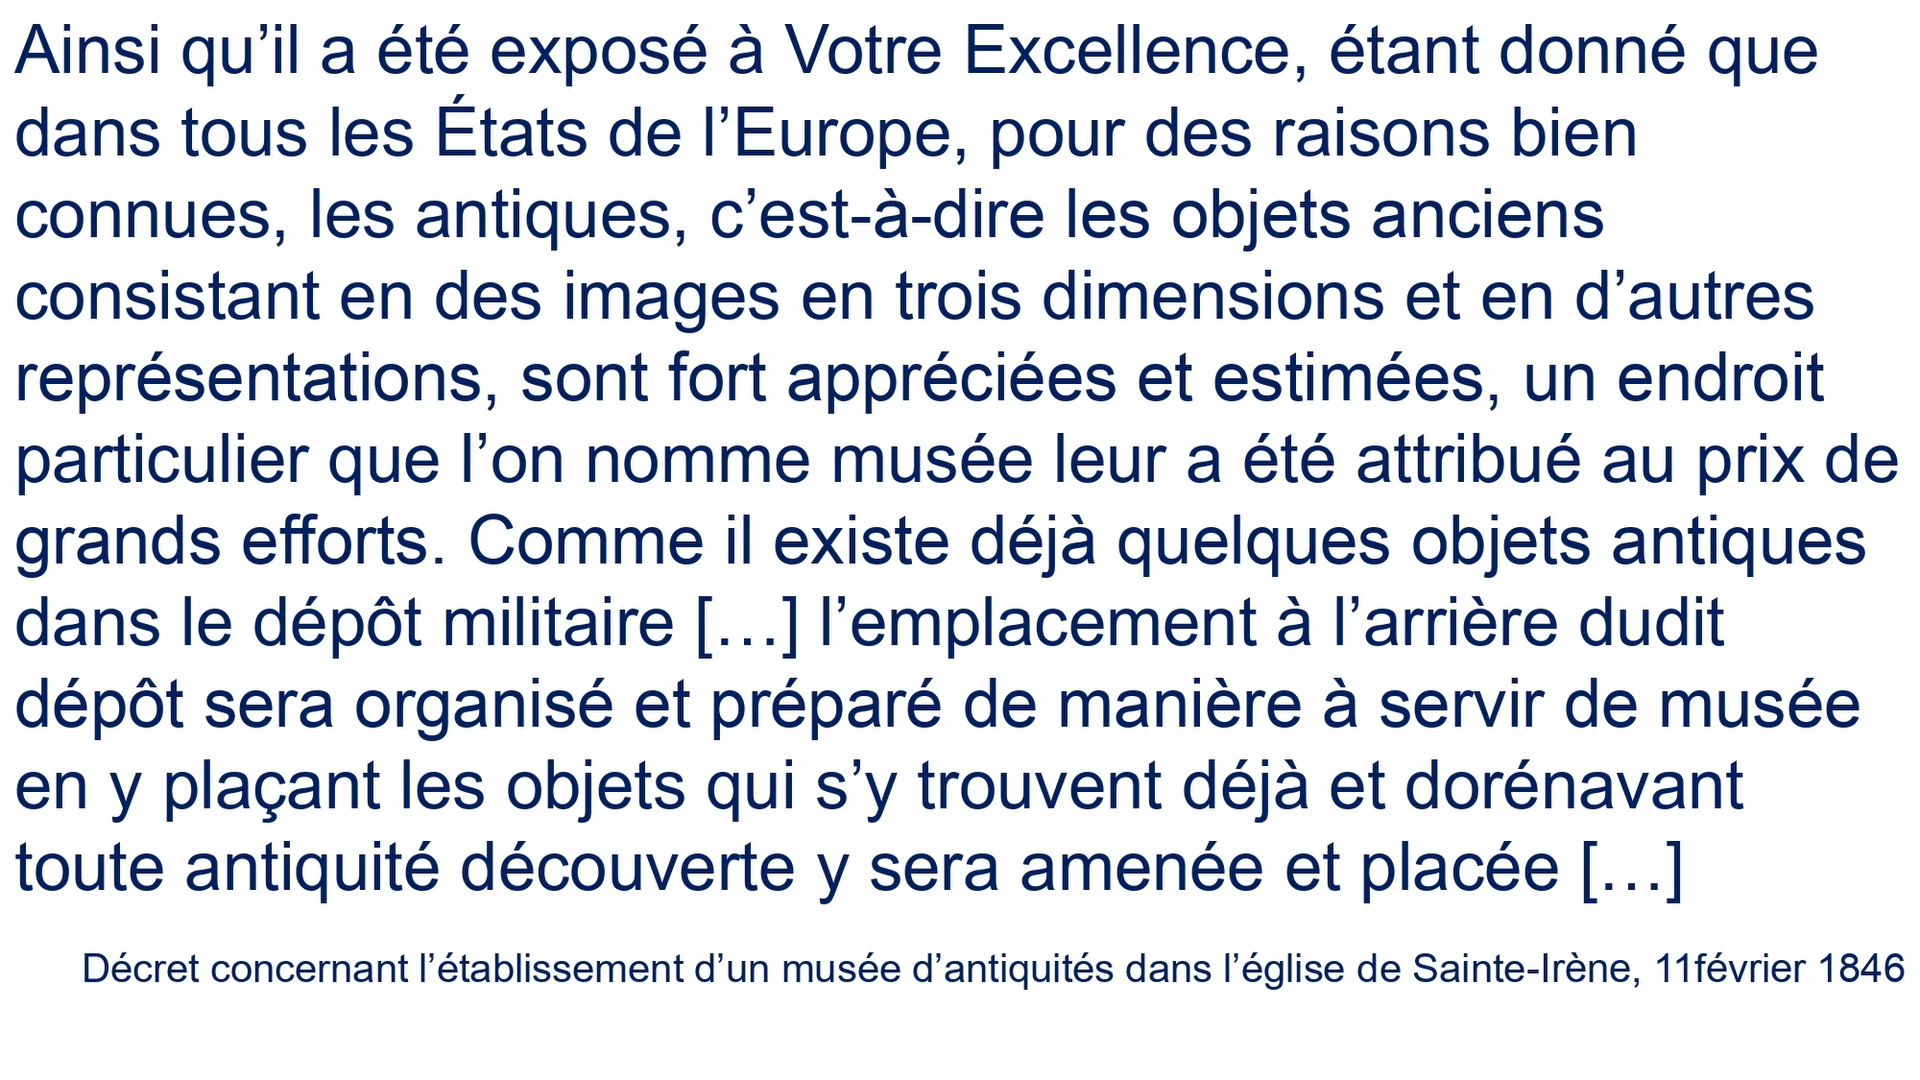 Ainsi qu’il a été exposé à Votre Excellence, étant donné que
dans tous les États de l’Europe, pour des raisons bien
connues, les antiques, c’est-à-dire les objets anciens
consistant en des images en trois dimensions et en d’autres
représentations, sont fort appréciées et estimées, un endroit
particulier que l’on nomme musée leur a été attribué au prix de
grands efforts. Comme il existe déjà quelques objets antiques
dans le dépôt militaire […] l’emplacement à l’arrière dudit
dépôt sera organisé et préparé de manière à servir de musée
en y plaçant les objets qui s’y trouvent déjà et dorénavant
toute antiquité découverte y sera amenée et placée […]
Décret concernant l’établissement d’un musée d’antiquités dans l’église de Sainte-Irène, 11février 1846